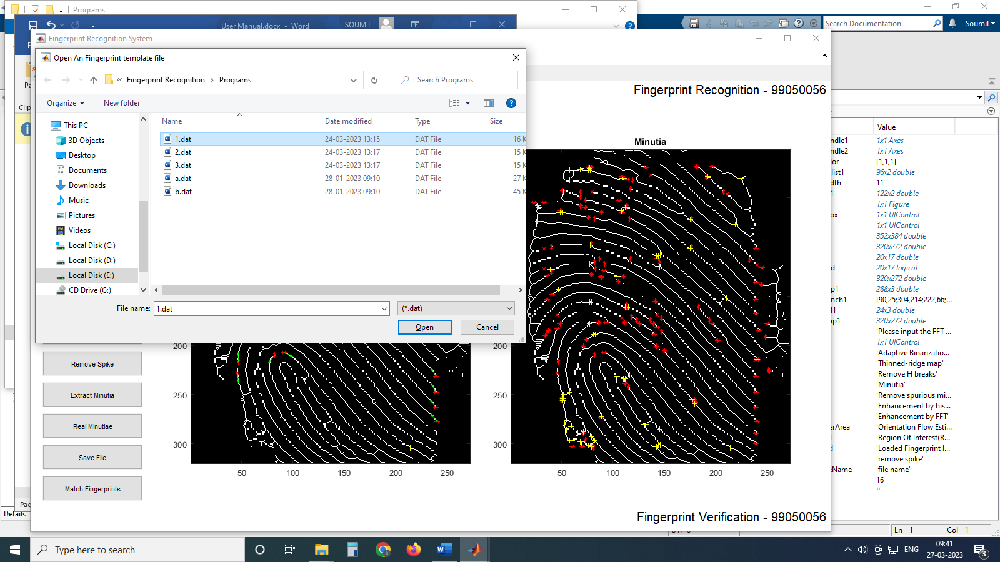 Programs
User Manual.docx - Word
SOUMIL
Search Documentation
Soumil
Fingerprint Recognition System
Open An Fingerprint template file
Fingerprint Recognition
Programs
Search Programs
Organize
New folder
Name
Date modified
Type
Size
This PC
3D Objects
Desktop
Documents
Downloads
Music
Pictures
Videos
Local Disk (C:)
Local Disk (D:)
Local Disk (E:)
CD Drive (G:)
1.dat 24-03-2023 13:15 DAT File 16 K
2.dat 24-03-2023 13:17 DAT File 15 K
3.dat 24-03-2023 13:17 DAT File 15 K
a.dat 28-01-2023 09:10 DAT File 27 K
b.dat 28-01-2023 09:10 DAT File 45 K
File name: 1.dat
(*.dat)
Open
Cancel
Fingerprint Recognition - 99050056
Minutia
200
250
300
50 100 150 200 250
200
250
300
50 100 150 200 250
Remove Spike
Extract Minutia
Real Minutiae
Save File
Match Fingerprints
Fingerprint Verification - 99050056
Pa
Clip
Pag
Details
Value
ndle1 1x1 Axes
ndle2 1x1 Axes
lor [1,1,1]
_list1 96x2 double
dth 11
1 122x2 double
1x1 Figure
ox 1x1 UIControl
1x1 UIControl
352x384 double
320x272 double
20x17 double
d 20x17 logical
320x272 double
p1 288x3 double
nch1 [90,25;304,214;222,66;...
d1 24x3 double
ap1 320x272 double
'Please input the FFT ...
1x1 UIControl
'Adaptive Binarizatio...
'Thinned-ridge map'
'Remove H breaks'
'Minutia'
'Remove spurious mi...
'Enhancement by his...
'Enhancement by FFT'
erArea 'Orientation Flow Esti...
d 'Region Of Interest(R...
d 'Loaded Fingerprint I...
'remove spike'
eName 'file name'
16
''
Ln 1 Col 1
Type here to search
ENG
09:41
27-03-2023
3